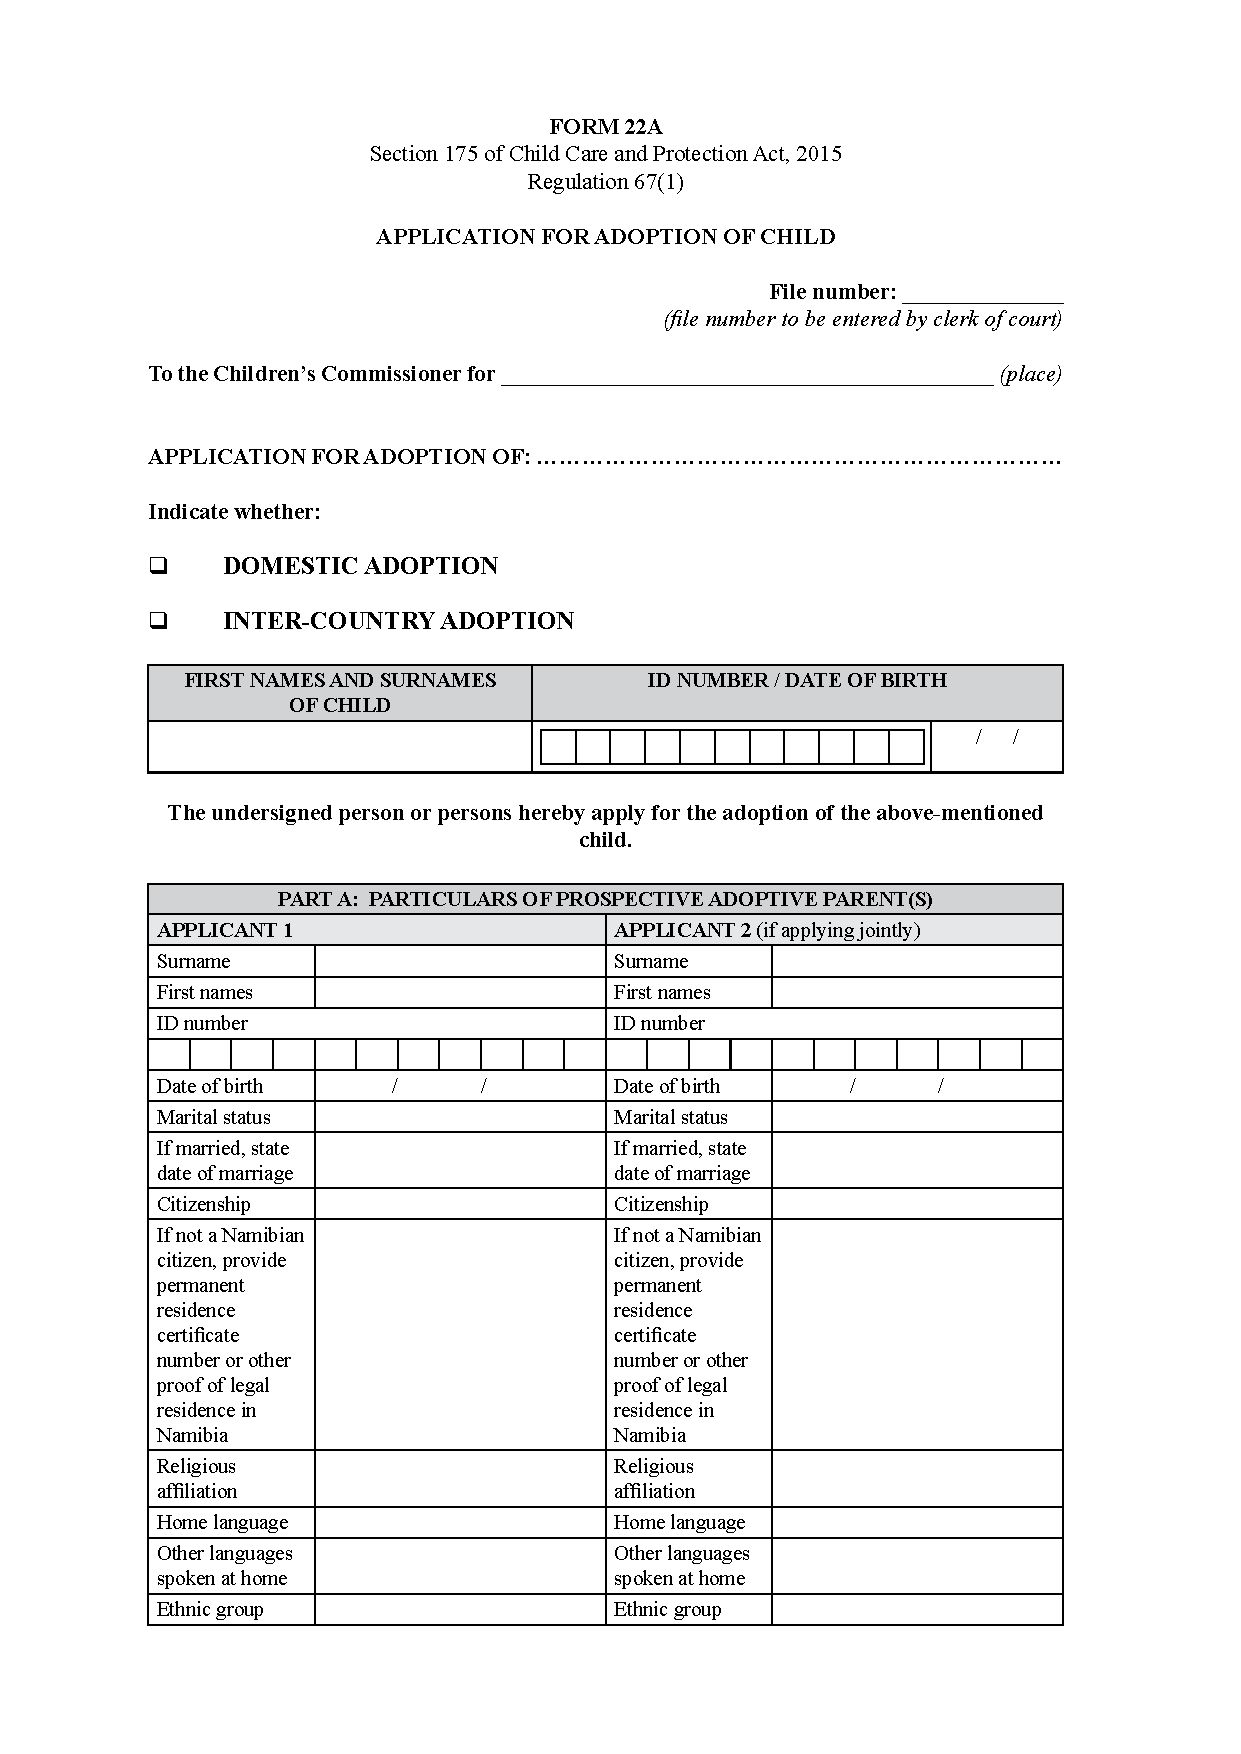 FORM 22A
Section 175 of Child Care and Protection Act, 2015
Regulation 67(1)
APPLICATION FOR ADOPTION OF CHILD
File number: ______________
(file number to be entered by clerk of court)
To the Children’s Commissioner for ___________________________________________ (place)
APPLICATION FOR ADOPTION OF: ……………………………………………………………
Indicate whether:
❑ DOMESTIC ADOPTION
❑ INTER-COUNTRY ADOPTION
FIRST NAMES AND SURNAMES
OF CHILD
ID NUMBER / DATE OF BIRTH
/ /
The undersigned person or persons hereby apply for the adoption of the above-mentioned
child.
PART A: PARTICULARS OF PROSPECTIVE ADOPTIVE PARENT(S)
APPLICANT 1 APPLICANT 2 (if applying jointly)
Surname Surname
First names First names
ID number ID number
Date of birth / / Date of birth / /
Marital status Marital status
If married, state If married, state
date of marriage date of marriage
Citizenship Citizenship
If not a Namibian If not a Namibian
citizen, provide citizen, provide
permanent permanent
residence residence
certificate certificate
number or other number or other
proof of legal proof of legal
residence in residence in
Namibia Namibia
Religious Religious
affiliation affiliation
Home language Home language
Other languages Other languages
spoken at home spoken at home
Ethnic group Ethnic group